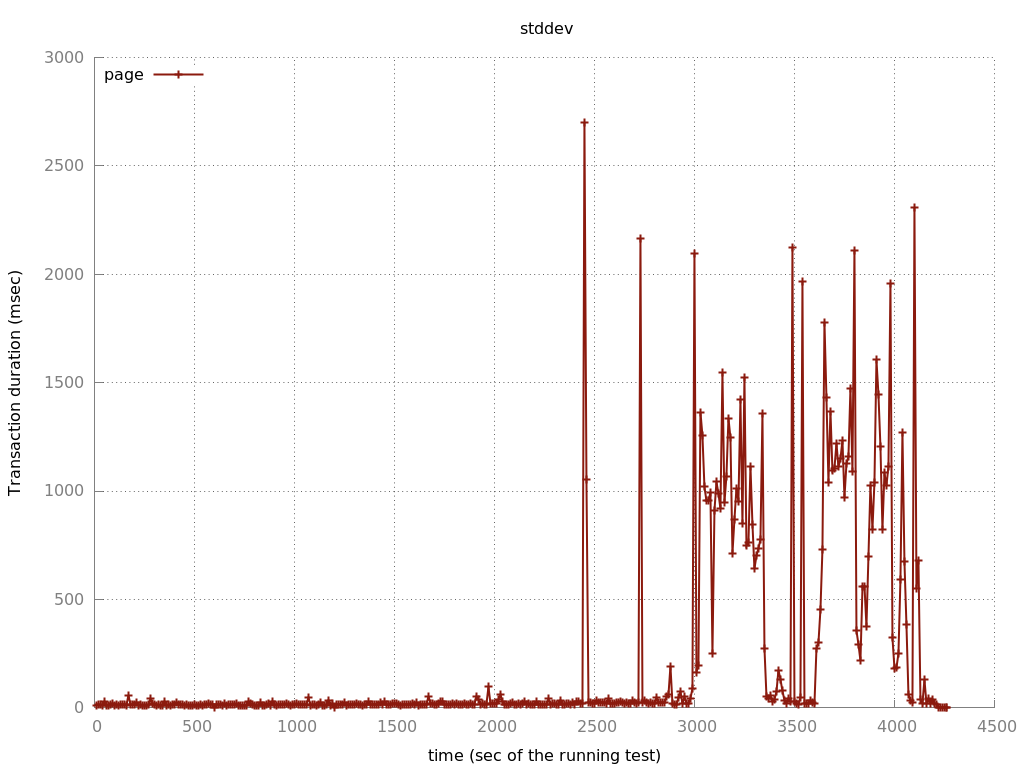 stddev
page
3000
2500
2000
1500
1000
500
0
Transaction duration (msec)
0 500 1000 1500 2000 2500 3000 3500 4000 4500
time (sec of the running test)